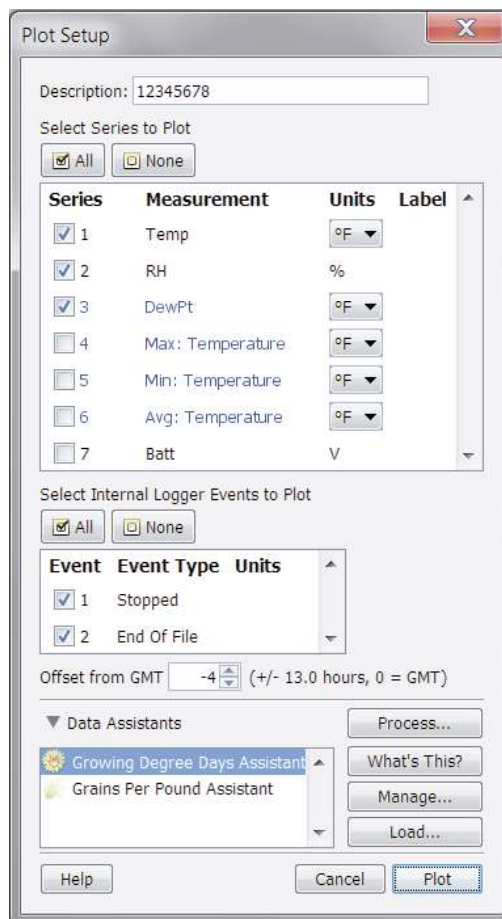 Plot Setup
Description: 12345678
Select Series to Plot
All None
Series Measurement Units Label
1 Temp °F
2 RH %
3 DewPt °F
4 Max: Temperature °F
5 Min: Temperature °F
6 Avg: Temperature °F
7 Batt V
Select Internal Logger Events to Plot
All None
Event Event Type Units
1 Stopped
2 End Of File
Offset from GMT -4 (+/- 13.0 hours, 0 = GMT)
Data Assistants Process...
Growing Degree Days Assistant What's This?
Grains Per Pound Assistant Manage...
Load...
Help Cancel Plot